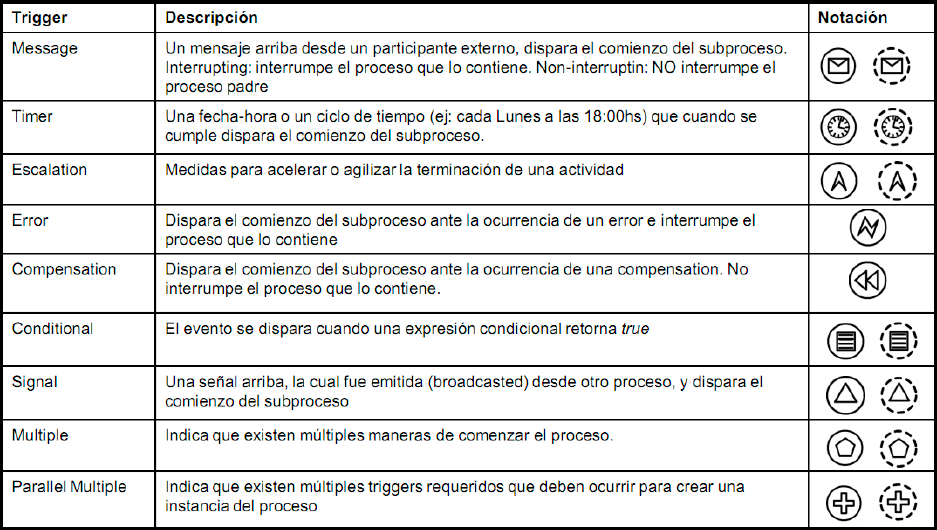 Trigger Descripción Notación
Message Un mensaje arriba desde un participante externo, dispara el comienzo del subproceso.
Interrupting: interrumpe el proceso que lo contiene. Non-interruptin: NO interrumpe el
proceso padre
Timer Una fecha-hora o un ciclo de tiempo (ej: cada Lunes a las 18:00hs) que cuando se
cumple dispara el comienzo del subproceso.
Escalation Medidas para acelerar o agilizar la terminación de una actividad
Error Dispara el comienzo del subproceso ante la ocurrencia de un error e interrumpe el
proceso que lo contiene
Compensation Dispara el comienzo del subproceso ante la ocurrencia de una compensation. No
interrumpe el proceso que lo contiene.
Conditional El evento se dispara cuando una expresión condicional retorna true
Signal Una señal arriba, la cual fue emitida (broadcasted) desde otro proceso, y dispara el
comienzo del subproceso
Multiple Indica que existen múltiples maneras de comenzar el proceso.
Parallel Multiple Indica que existen múltiples triggers requeridos que deben ocurrir para crear una
instancia del proceso